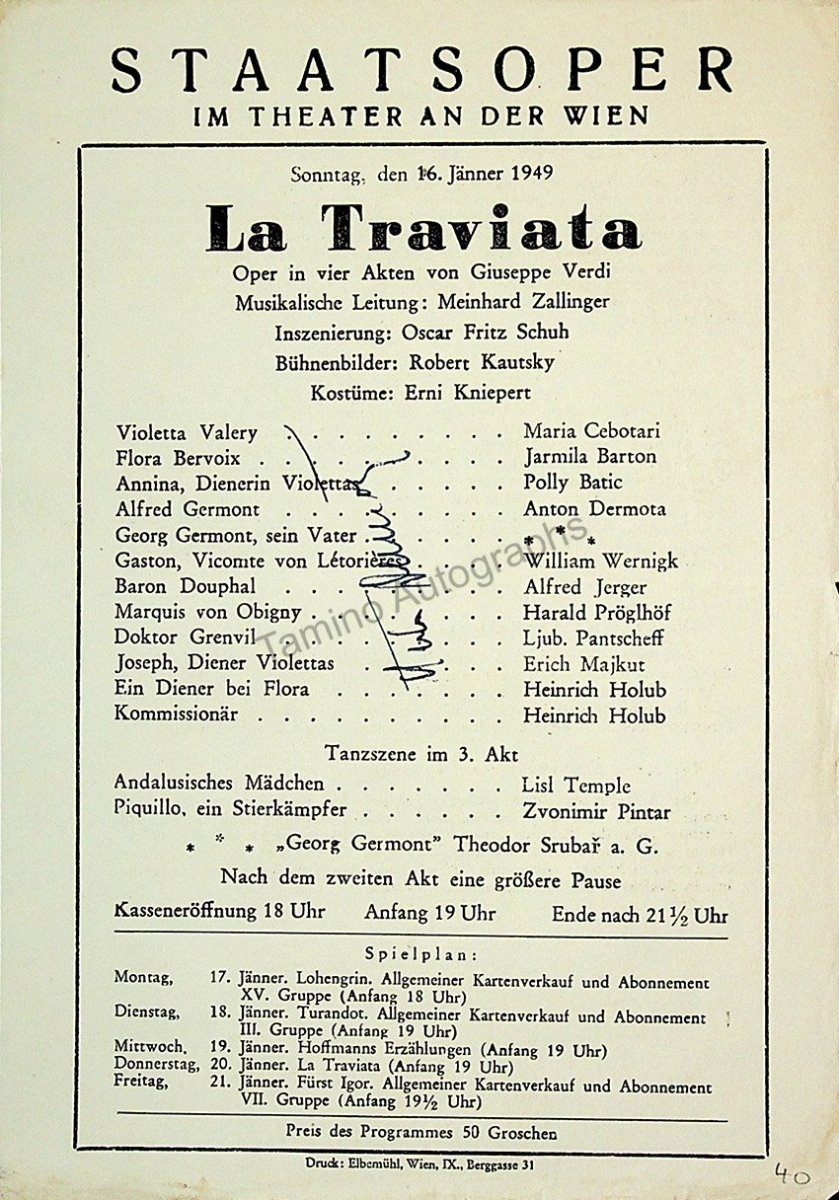 STAATSOPER
IM THEATER AN DER WIEN
Sonntag, den 16. Jänner 1949
La Traviata
Oper in vier Akten von Giuseppe Verdi
Musikalische Leitung: Meinhard Zallinger
Inszenierung: Oscar Fritz Schuh
Bühnenbilder: Robert Kautsky
Kostüme: Erni Kniepert
Violetta Valery . . . . . . . . . Maria Cebotari
Flora Bervoix . . . . . . . . . . Jarmila Barton
Annina, Dienerin Violettas . . . . . Polly Batic
Alfred Germont . . . . . . . . . Anton Dermota
Georg Germont, sein Vater . . . . . . * * *
Gaston, Vicomte von Létorières . . . . William Wernigk
Baron Douphal . . . . . . . . . Alfred Jerger
Marquis von Obigny . . . . . . . . Harald Pröglhöf
Doktor Grenvil . . . . . . . . . Ljub. Pantscheff
Joseph, Diener Violettas . . . . . . Erich Majkut
Ein Diener bei Flora . . . . . . . Heinrich Holub
Kommissionär . . . . . . . . . . Heinrich Holub
Tanzszene im 3. Akt
Andalusisches Mädchen . . . . . . . Lisl Temple
Piquillo, ein Stierkämpfer . . . . . . Zvonimir Pintar
* * * „Georg Germont" Theodor Srubař a. G.
Nach dem zweiten Akt eine größere Pause
Kasseneröffnung 18 Uhr Anfang 19 Uhr Ende nach 21½ Uhr
Spielplan:
Montag, 17. Jänner. Lohengrin. Allgemeiner Kartenverkauf und Abonnement
XV. Gruppe (Anfang 18 Uhr)
Dienstag, 18. Jänner. Turandot. Allgemeiner Kartenverkauf und Abonnement
III. Gruppe (Anfang 19 Uhr)
Mittwoch, 19. Jänner. Hoffmanns Erzählungen (Anfang 19 Uhr)
Donnerstag, 20. Jänner. La Traviata (Anfang 19 Uhr)
Freitag, 21. Jänner. Fürst Igor. Allgemeiner Kartenverkauf und Abonnement
VII. Gruppe (Anfang 19½ Uhr)
Preis des Programmes 50 Groschen
Druck: Elbemühl, Wien, IX., Berggasse 31
40
Tamino Autographs